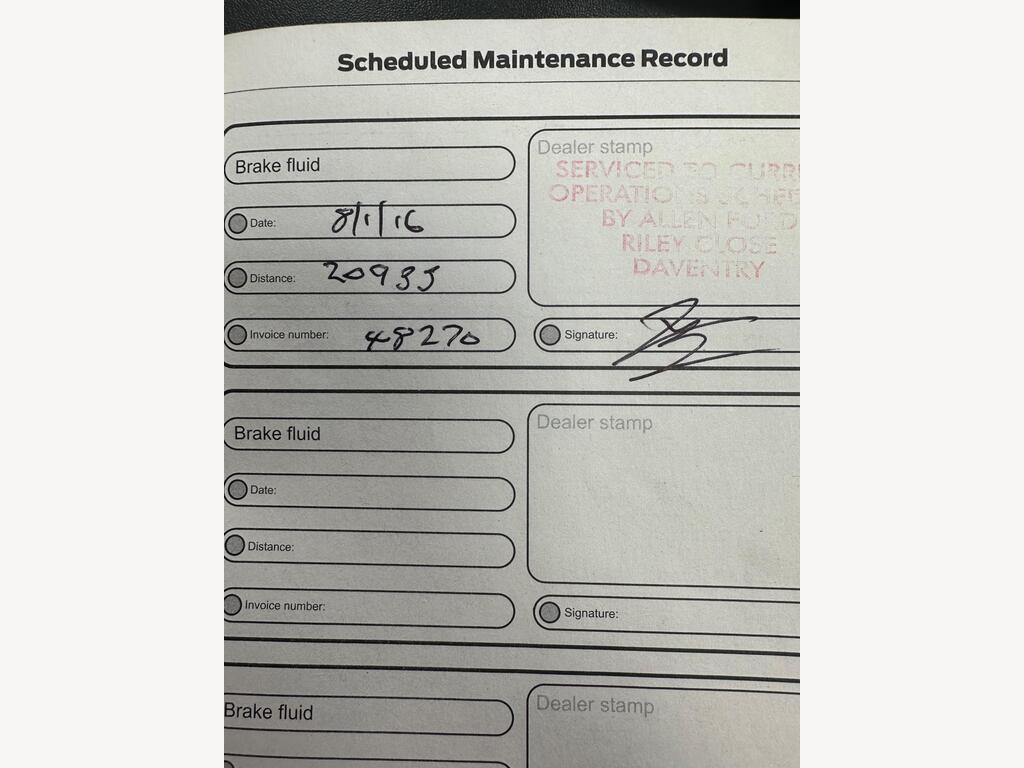 Scheduled Maintenance Record
Brake fluid
Date: 8/1/16
Distance: 20935
Invoice number: 48270
Dealer stamp
SERVICED TO CURR
OPERATIONS SCHED
BY ALLEN FORD
RILEY CLOSE
DAVENTRY
Signature:
Brake fluid
Date:
Distance:
Invoice number:
Dealer stamp
Signature:
Brake fluid
Dealer stamp